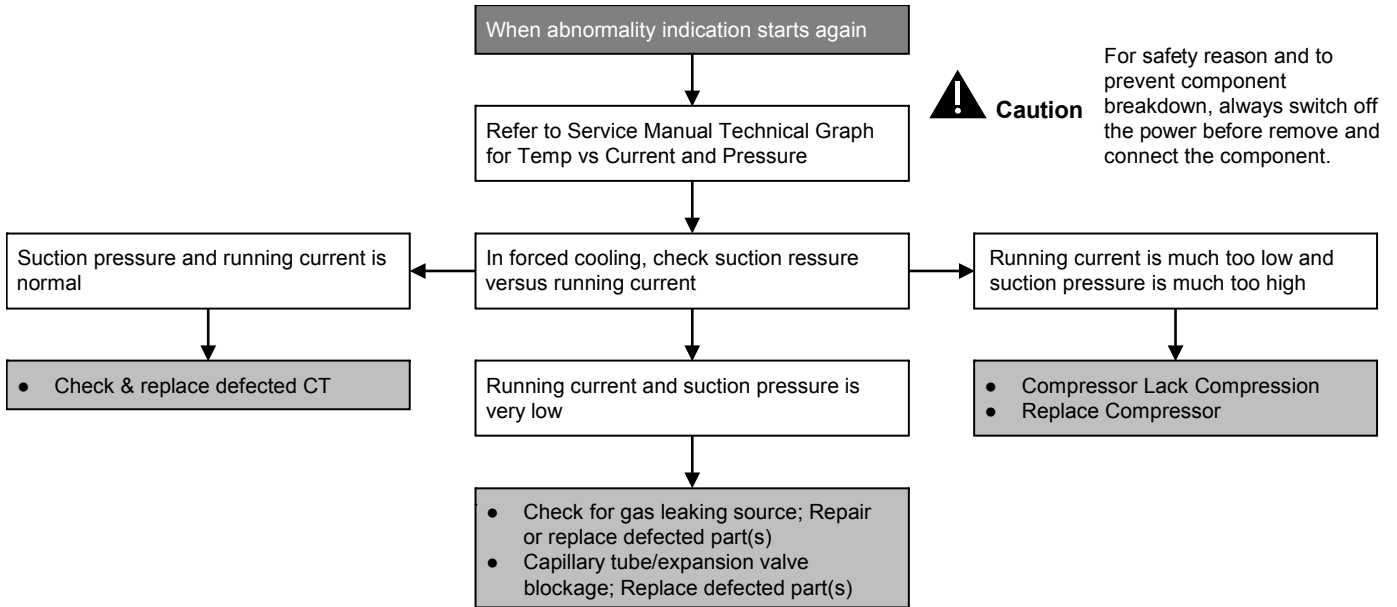 When abnormality indication starts again
Caution
For safety reason and to
prevent component
breakdown, always switch off
the power before remove and
connect the component.
Refer to Service Manual Technical Graph
for Temp vs Current and Pressure
Suction pressure and running current is
normal
In forced cooling, check suction ressure
versus running current
Running current is much too low and
suction pressure is much too high
● Check & replace defected CT
Running current and suction pressure is
very low
● Compressor Lack Compression
● Replace Compressor
● Check for gas leaking source; Repair
or replace defected part(s)
● Capillary tube/expansion valve
blockage; Replace defected part(s)